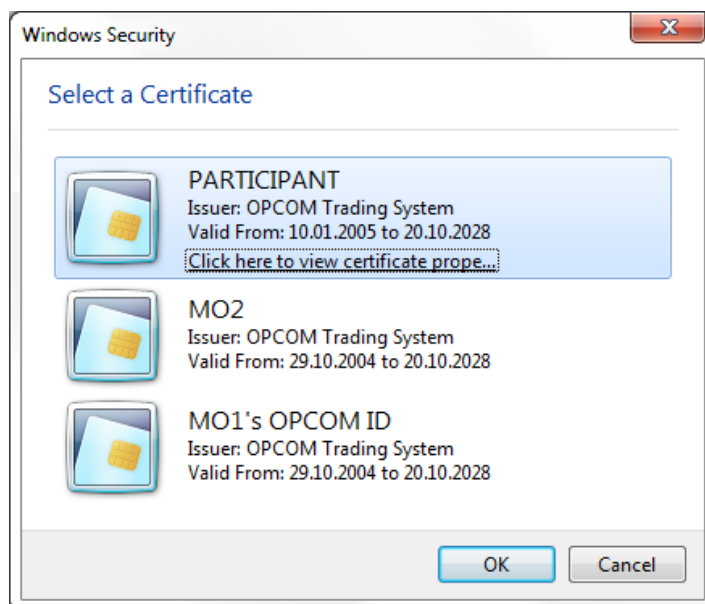 Windows Security
Select a Certificate
PARTICIPANT
Issuer: OPCOM Trading System
Valid From: 10.01.2005 to 20.10.2028
Click here to view certificate prope...
MO2
Issuer: OPCOM Trading System
Valid From: 29.10.2004 to 20.10.2028
MO1's OPCOM ID
Issuer: OPCOM Trading System
Valid From: 29.10.2004 to 20.10.2028
OK Cancel